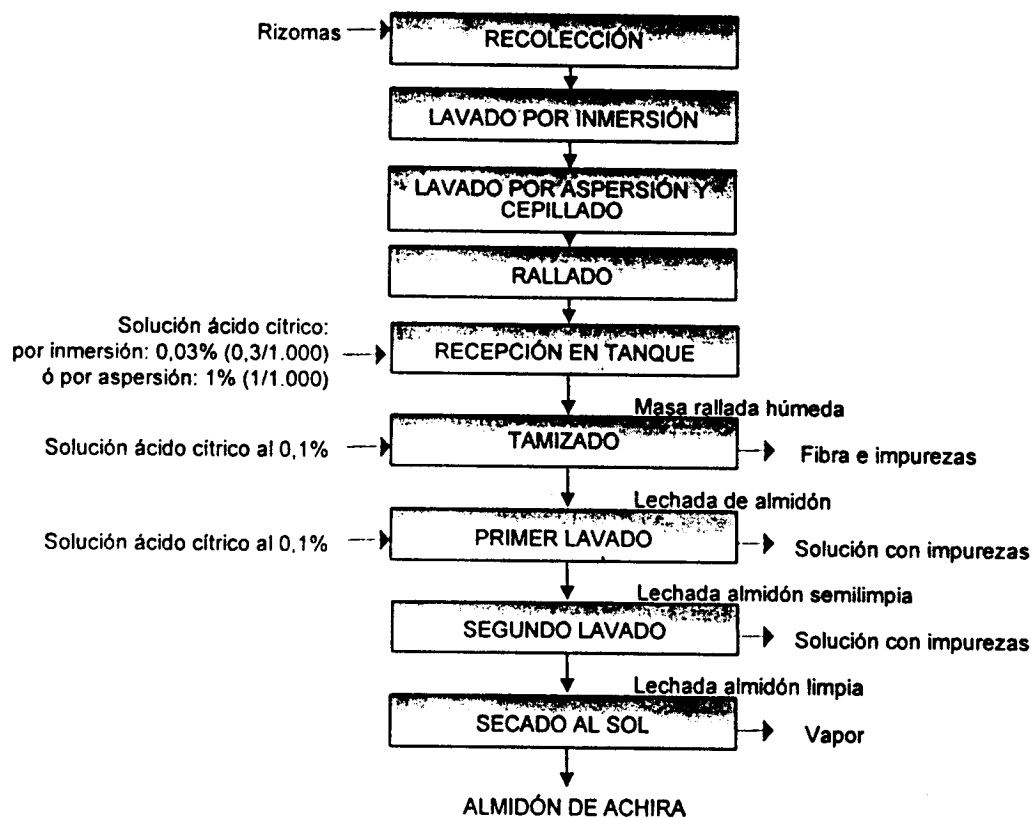 Rizomas
RECOLECCIÓN
LAVADO POR INMERSIÓN
LAVADO POR ASPERSIÓN Y
CEPILLADO
RALLADO
Solución ácido cítrico:
por inmersión: 0,03% (0,3/1.000)
ó por aspersión: 1% (1/1.000)
RECEPCIÓN EN TANQUE
Masa rallada húmeda
Solución ácido cítrico al 0,1%
TAMIZADO
Fibra e impurezas
Lechada de almidón
Solución ácido cítrico al 0,1%
PRIMER LAVADO
Solución con impurezas
Lechada almidón semilimpia
SEGUNDO LAVADO
Solución con impurezas
Lechada almidón limpia
SECADO AL SOL
Vapor
ALMIDÓN DE ACHIRA